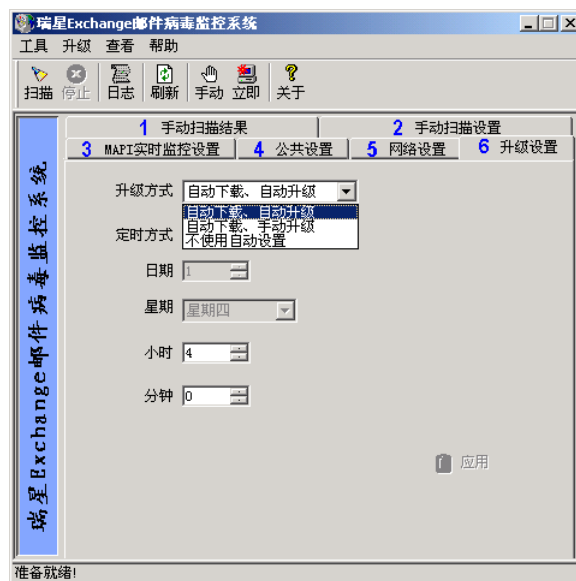 瑞星Exchange邮件病毒监控系统
工具 升级 查看 帮助
扫描 停止 日志 刷新 手动 立即 关于
1 手动扫描结果 2 手动扫描设置
3 MAPI实时监控设置 4 公共设置 5 网络设置 6 升级设置
瑞星Exchange邮件病毒监控系统
升级方式 自动下载、自动升级
自动下载、自动升级
自动下载、手动升级
定时方式 不使用自动设置
日期 1
星期 星期四
小时 4
分钟 0
应用
准备就绪!